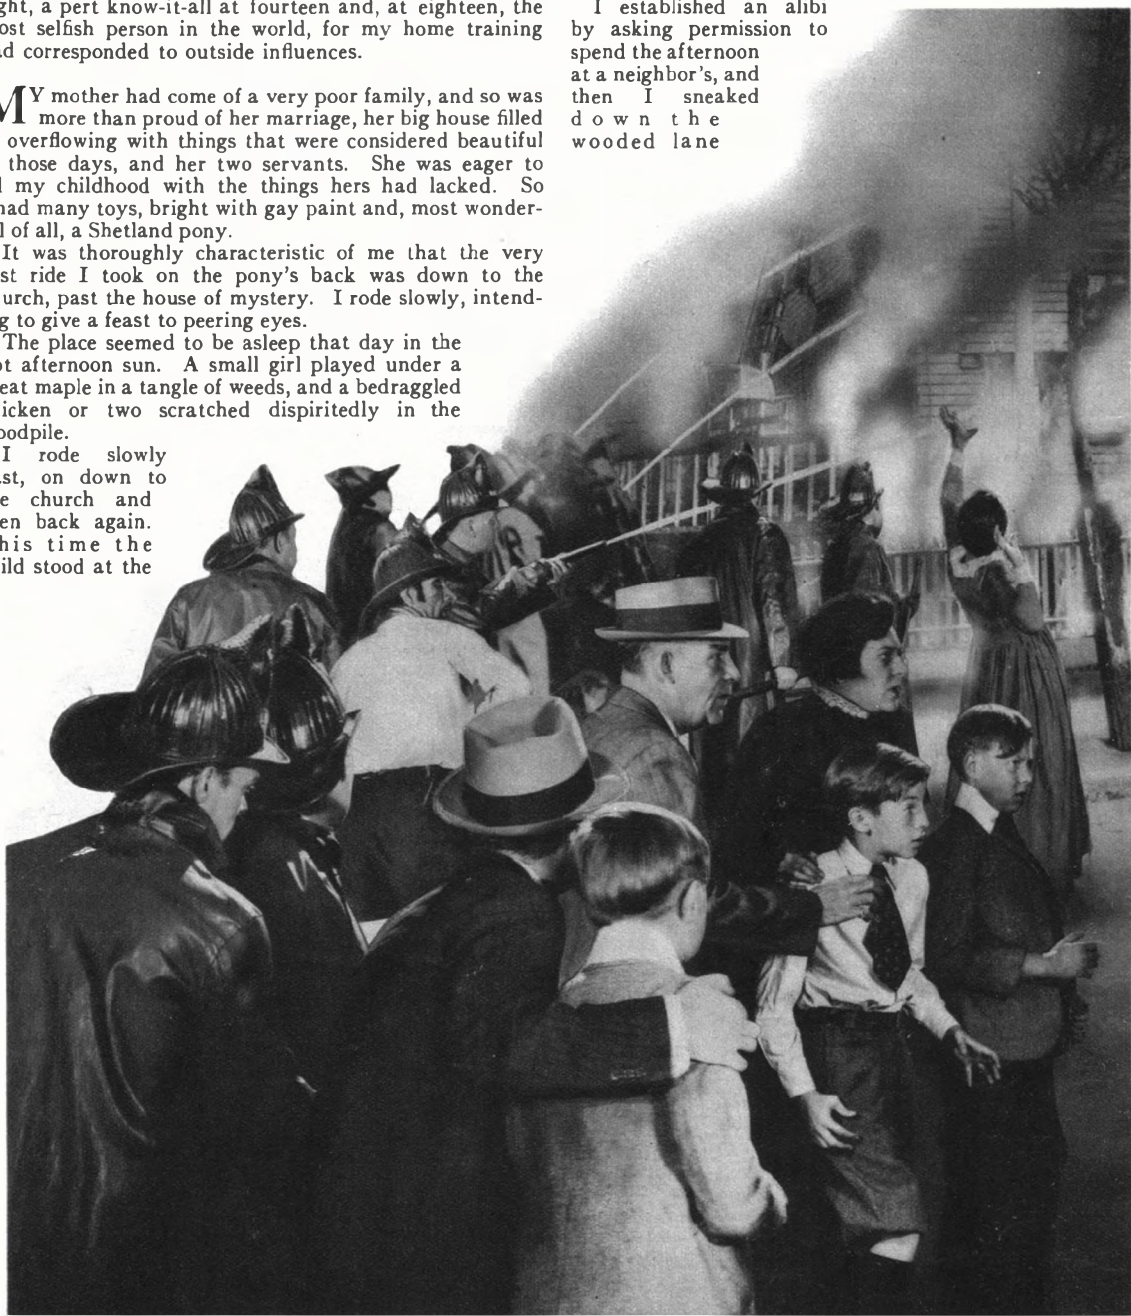 ght, a pert know-it-all at fourteen and, at eighteen, the
ost selfish person in the world, for my home training
ad corresponded to outside influences.
MY mother had come of a very poor family, and so was
more than proud of her marriage, her big house filled
overflowing with things that were considered beautiful
those days, and her two servants. She was eager to
l my childhood with the things hers had lacked. So
had many toys, bright with gay paint and, most wonder-
l of all, a Shetland pony.
It was thoroughly characteristic of me that the very
st ride I took on the pony's back was down to the
urch, past the house of mystery. I rode slowly, intend-
g to give a feast to peering eyes.
The place seemed to be asleep that day in the
ot afternoon sun. A small girl played under a
eat maple in a tangle of weeds, and a bedraggled
icken or two scratched dispiritedly in the
oodpile.
I rode slowly
st, on down to
e church and
en back again.
his time the
ild stood at the
I established an alibi
by asking permission to
spend the afternoon
at a neighbor's, and
then I sneaked
down the
wooded lane